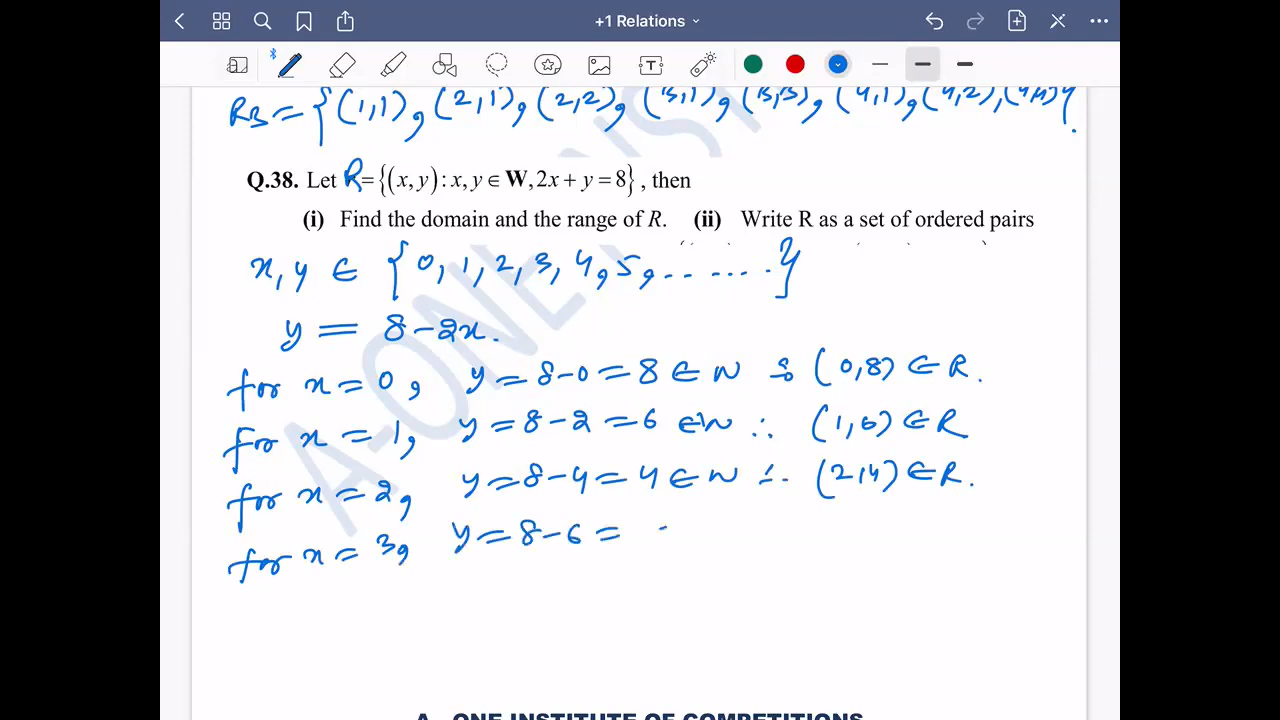 +1 Relations
RB = {(1,1), (2,1), (2,2), (3,1), (3,3), (4,1), (4,2), (4,4)}.
Q.38. Let R = {(x, y) : x, y ∈ W, 2x + y = 8}, then
(i) Find the domain and the range of R. (ii) Write R as a set of ordered pairs
x, y ∈ {0, 1, 2, 3, 4, 5, ........}
y = 8 - 2x.
for x = 0, y = 8 - 0 = 8 ∈ W ∴ (0,8) ∈ R.
for x = 1, y = 8 - 2 = 6 ∈ W ∴ (1,6) ∈ R
for x = 2, y = 8 - 4 = 4 ∈ W ∴ (2,4) ∈ R.
for x = 3, y = 8 - 6 =
A - ONE INSTITUTE OF COMPETITIONS